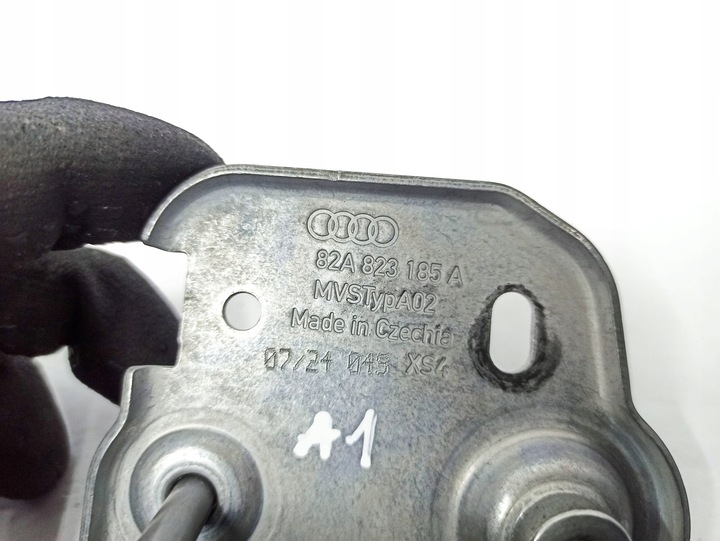 82A 823 185 A
MVSTypA02
Made in Czechia
07/24 045 XS4
A1